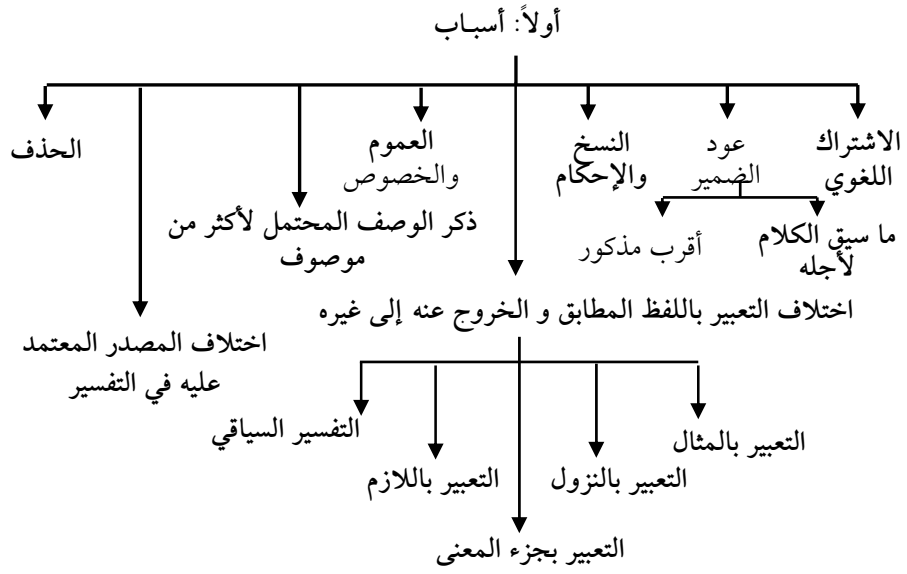 أولاً: أسبـاب
الاشتراك
اللغوي
عود
الضمير
النسخ
والإحكام
العموم
والخصوص
الحذف
ما سيق الكلام
لأجله
أقرب مذكور
ذكر الوصف المحتمل لأكثر من
موصوف
اختلاف التعبير باللفظ المطابق و الخروج عنه إلى غيره
اختلاف المصدر المعتمد
عليه في التفسير
التعبير بالمثال
التعبير بالنزول
التعبير باللازم
التفسير السياقي
التعبير بجزء المعنى